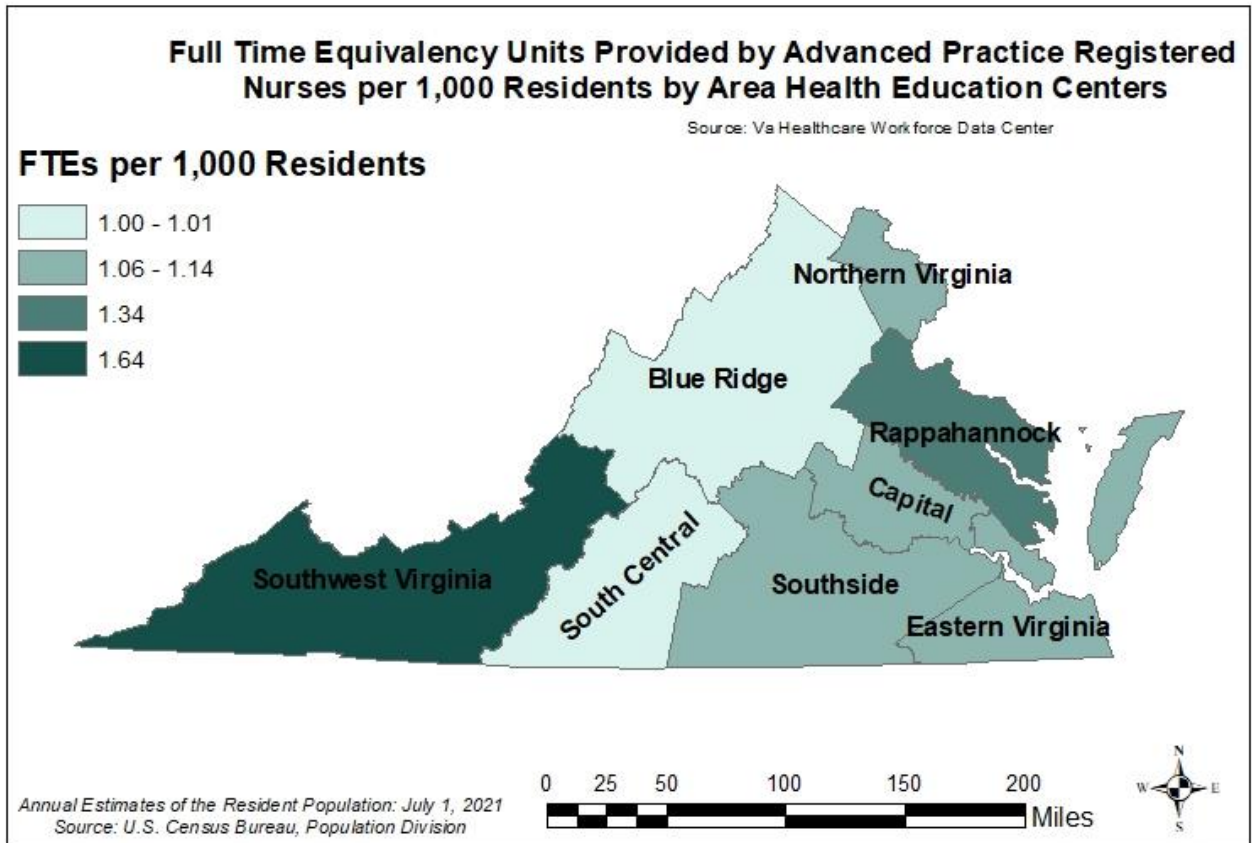 Full Time Equivalency Units Provided by Advanced Practice Registered
Nurses per 1,000 Residents by Area Health Education Centers
Source: Va Healthcare Workforce Data Center
FTEs per 1,000 Residents
1.00 - 1.01
1.06 - 1.14
1.34
1.64
Northern Virginia
Blue Ridge
Rappahannock
Capital
Southwest Virginia
South Central
Southside
Eastern Virginia
Annual Estimates of the Resident Population: July 1, 2021
Source: U.S. Census Bureau, Population Division
0 25 50 100 150 200
Miles
N
W E
S